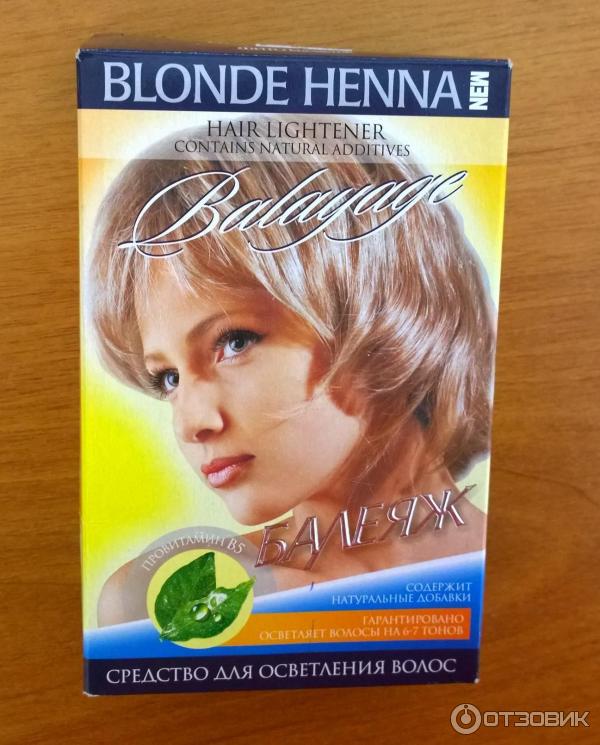 BLONDE HENNA NEW
HAIR LIGHTENER
CONTAINS NATURAL ADDITIVES
Balayage
БАЛЕЯЖ
ПРОВИТАМИН B5
СОДЕРЖИТ
НАТУРАЛЬНЫЕ ДОБАВКИ
ГАРАНТИРОВАНО
ОСВЕТЛЯЕТ ВОЛОСЫ НА 6-7 ТОНОВ
СРЕДСТВО ДЛЯ ОСВЕТЛЕНИЯ ВОЛОС
ОТЗОВИК